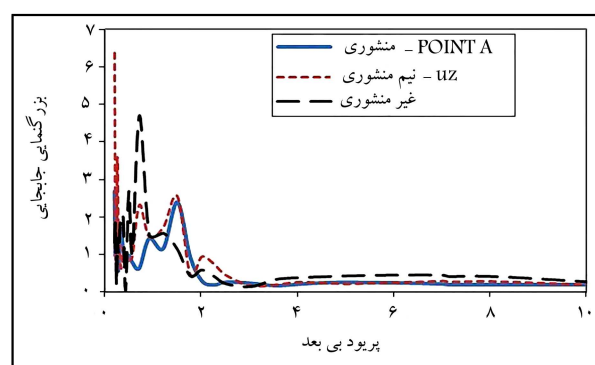 منشوری – POINT A
نیم منشوری – uz
غیر منشوری
بزرگنمایی جابجایی
۷
۶
۵
۴
۳
۲
۱
۰
۰ ۲ ۴ ۶ ۸ ۱۰
پریود بی بعد